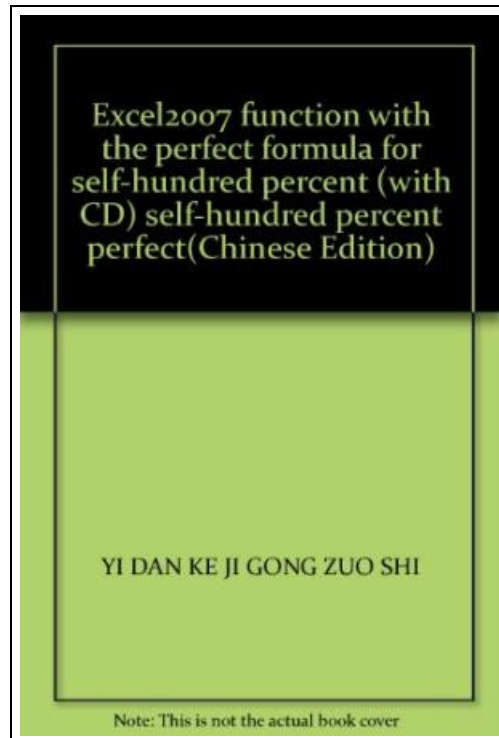 Excel2007 function with
the perfect formula for
self-hundred percent (with
CD) self-hundred percent
perfect(Chinese Edition)
YI DAN KE JI GONG ZUO SHI
Note: This is not the actual book cover